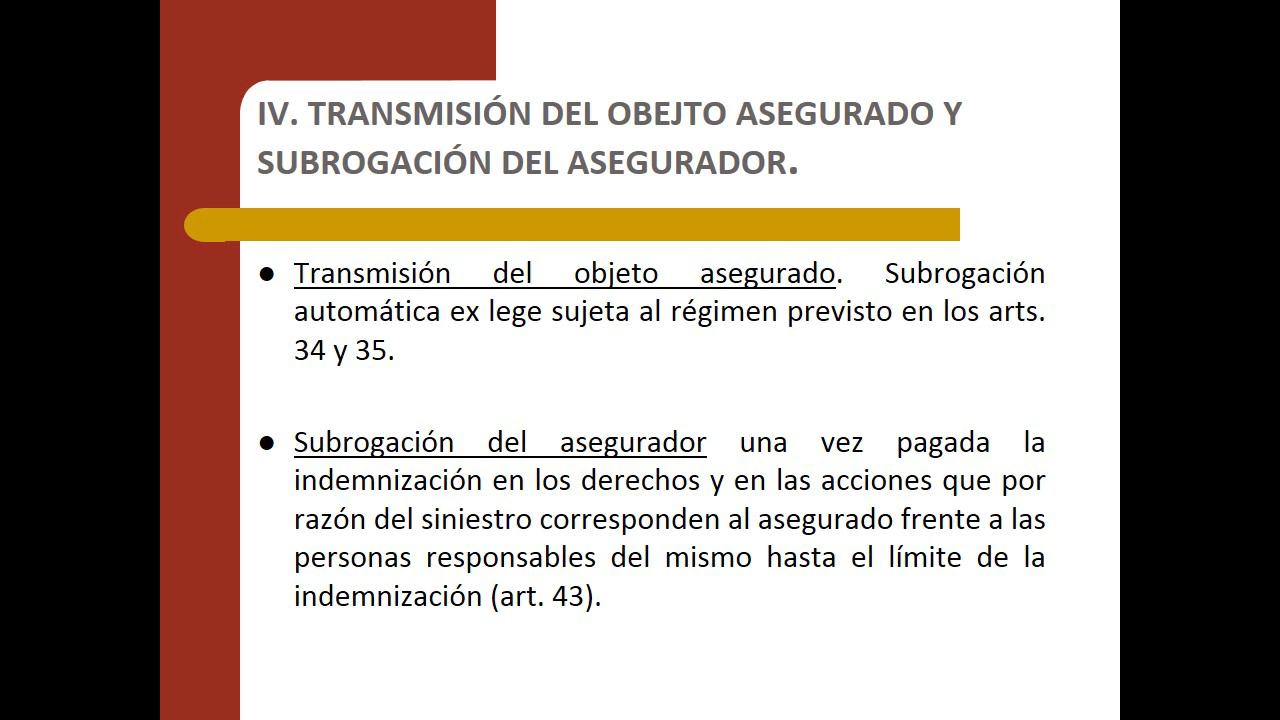 IV. TRANSMISIÓN DEL OBEJTO ASEGURADO Y
SUBROGACIÓN DEL ASEGURADOR.
● Transmisión del objeto asegurado. Subrogación
automática ex lege sujeta al régimen previsto en los arts.
34 y 35.
● Subrogación del asegurador una vez pagada la
indemnización en los derechos y en las acciones que por
razón del siniestro corresponden al asegurado frente a las
personas responsables del mismo hasta el límite de la
indemnización (art. 43).